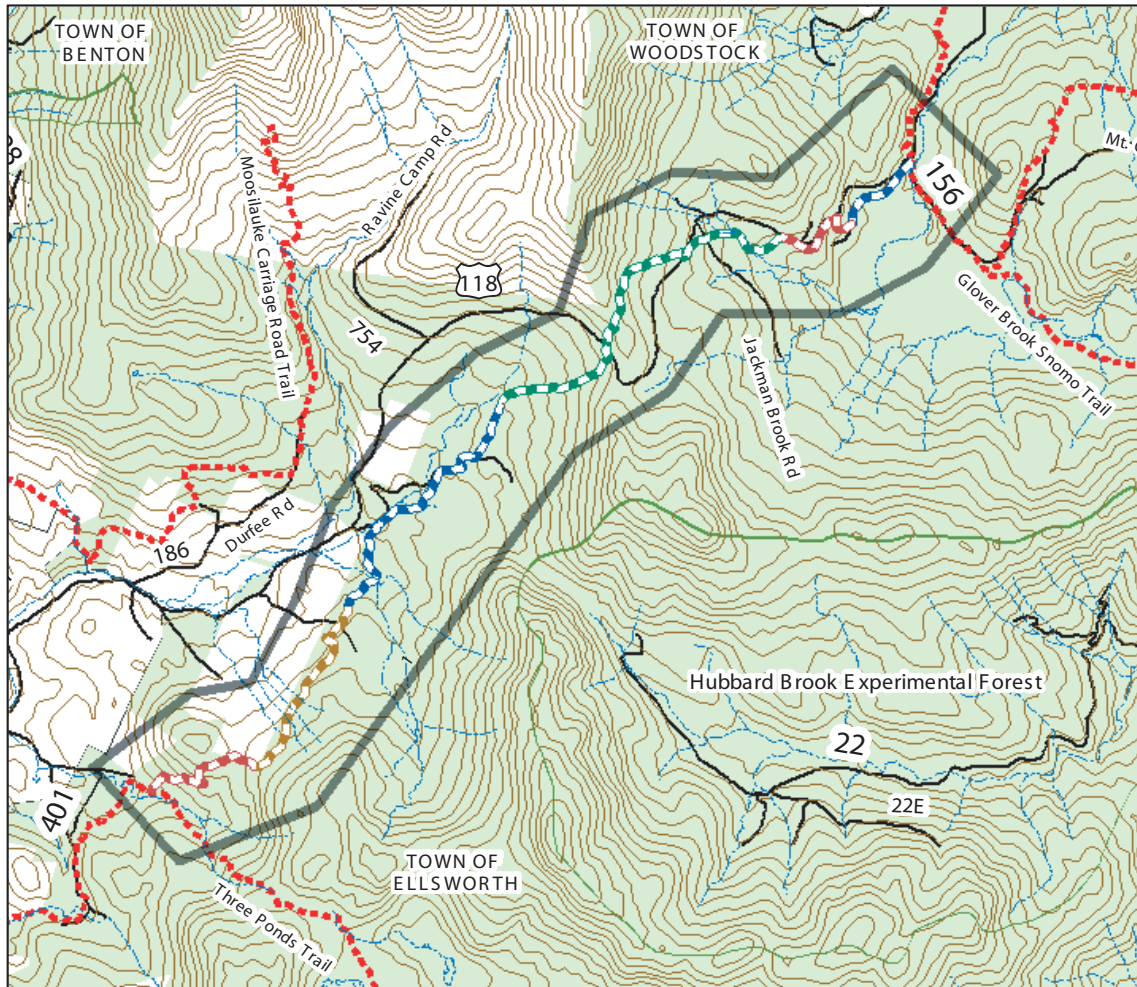 TOWN OF
BENTON
TOWN OF
WOODSTOCK
Mt.
156
Ravine Camp Rd
Moosilauke Carriage Road Trail
118
754
Glover Brook Snomo Trail
Jackman Brook Rd
Durfee Rd
186
Hubbard Brook Experimental Forest
22
22E
401
TOWN OF
ELLSWORTH
Three Ponds Trail